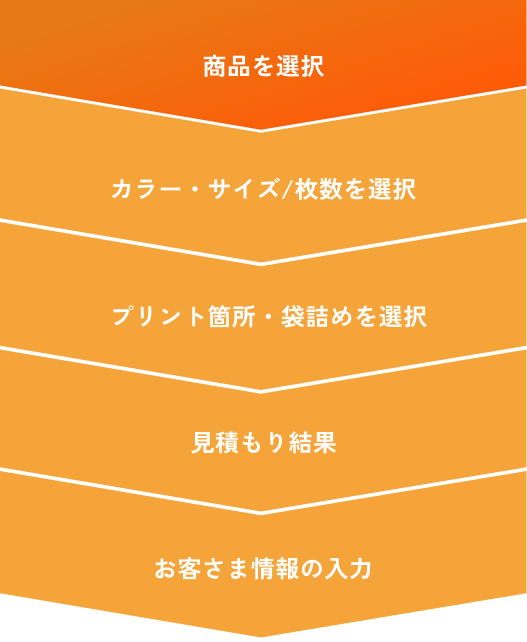 商品を選択
カラー・サイズ/枚数を選択
プリント箇所・袋詰めを選択
見積もり結果
お客さま情報の入力